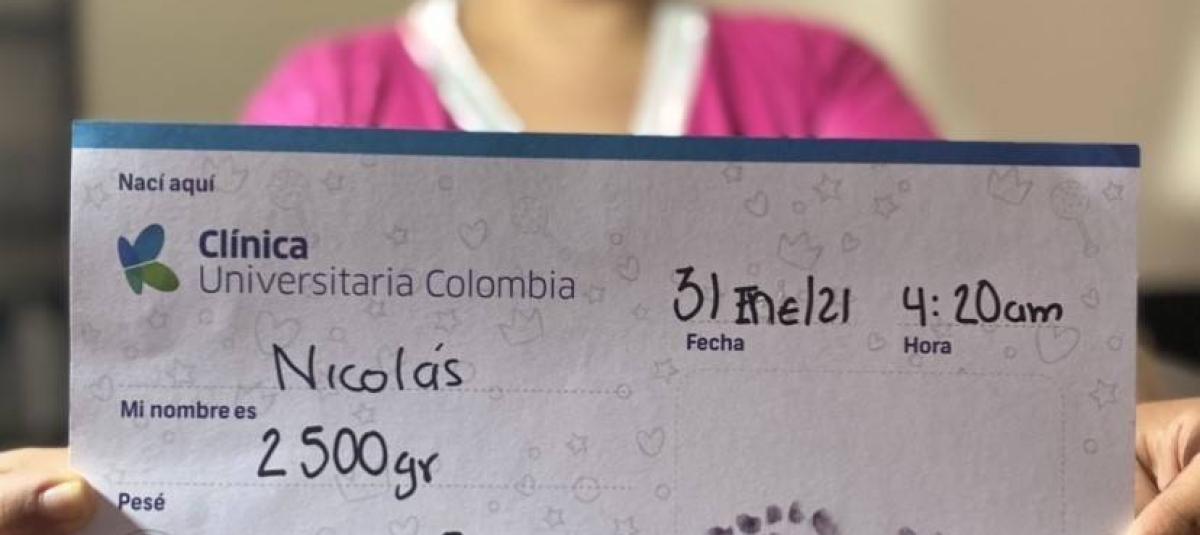 Nací aquí
Clínica
Universitaria Colombia
31 Ene/21 4:20am
Fecha Hora
Nicolás
Mi nombre es
2500gr
Pesé